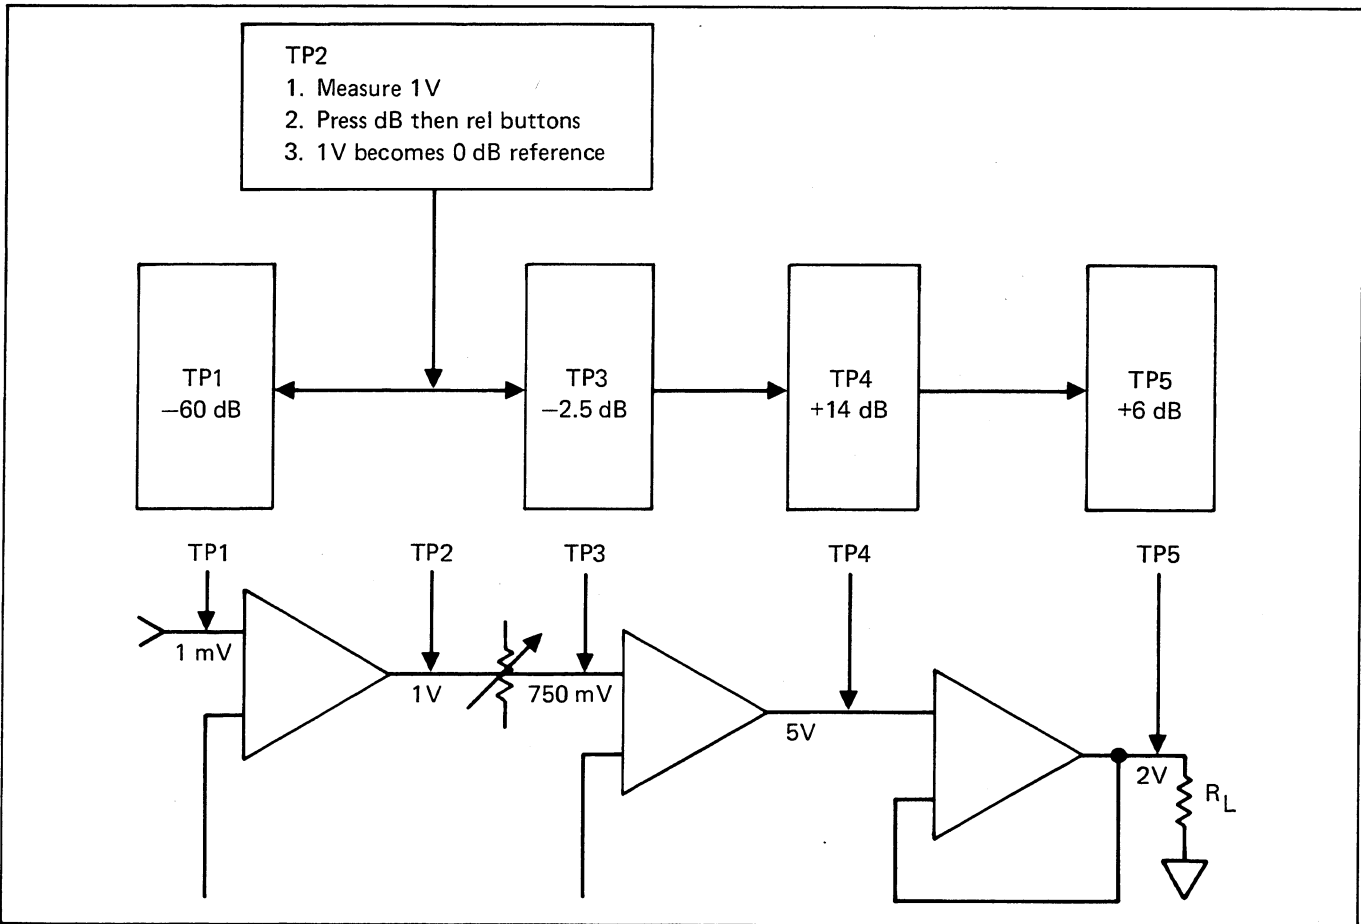 TP2
1. Measure 1V
2. Press dB then rel buttons
3. 1V becomes 0 dB reference
TP1
—60 dB
TP3
—2.5 dB
TP4
+14 dB
TP5
+6 dB
TP1
TP2
TP3
TP4
TP5
1 mV
1V
750 mV
5V
2V
RL